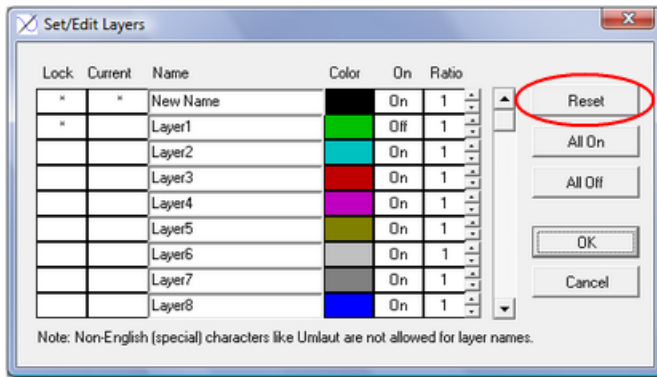 Set/Edit Layers
Lock Current Name Color On Ratio
* * New Name On 1
Reset
* Layer1 Off 1
All On
Layer2 On 1
Layer3 On 1
All Off
Layer4 On 1
Layer5 On 1
OK
Layer6 On 1
Layer7 On 1
Cancel
Layer8 On 1
Note: Non-English (special) characters like Umlaut are not allowed for layer names.